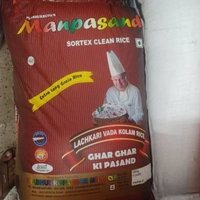 Manpasand
SORTEX CLEAN RICE
Extra Long Grain Rice
LACHKARI VADA KOLAM RICE
GHAR GHAR
KI PASAND